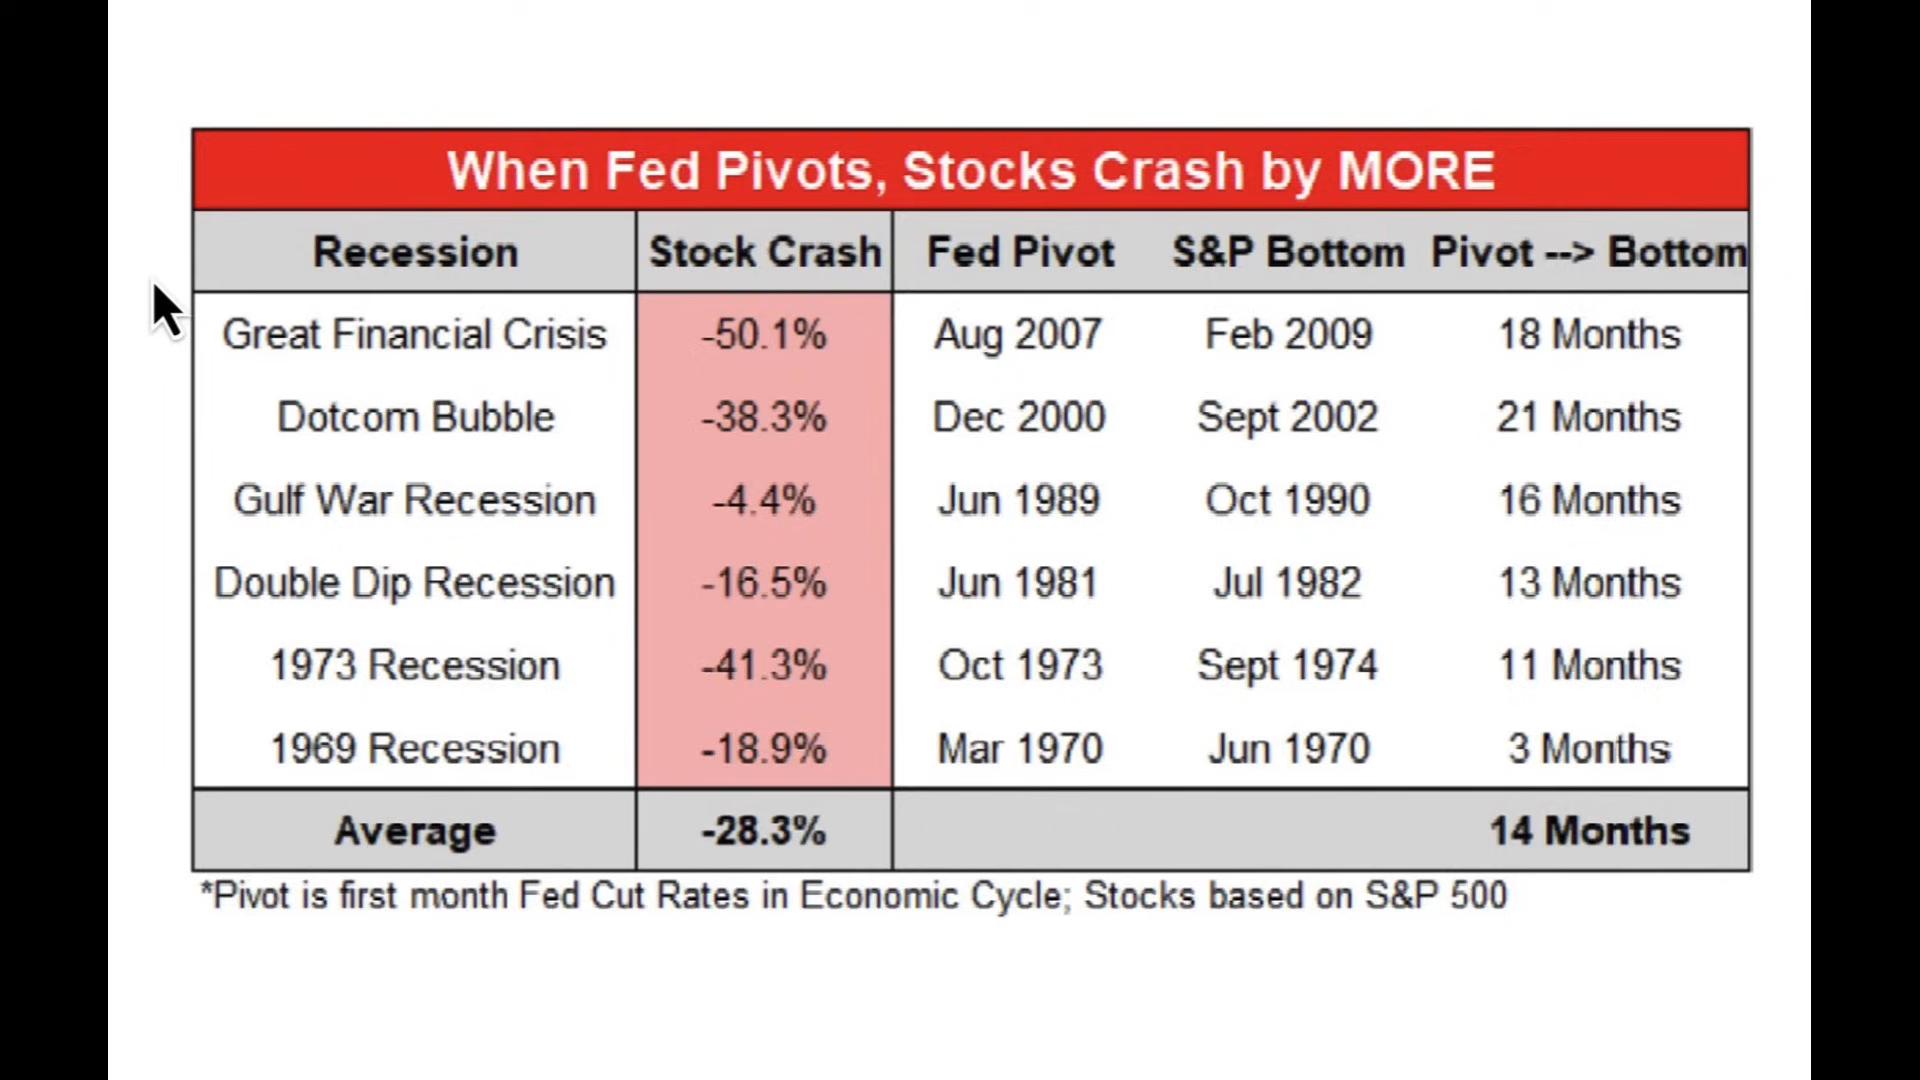 When Fed Pivots, Stocks Crash by MORE
Recession Stock Crash Fed Pivot S&P Bottom Pivot --> Bottom
Great Financial Crisis -50.1% Aug 2007 Feb 2009 18 Months
Dotcom Bubble -38.3% Dec 2000 Sept 2002 21 Months
Gulf War Recession -4.4% Jun 1989 Oct 1990 16 Months
Double Dip Recession -16.5% Jun 1981 Jul 1982 13 Months
1973 Recession -41.3% Oct 1973 Sept 1974 11 Months
1969 Recession -18.9% Mar 1970 Jun 1970 3 Months
Average -28.3% 14 Months
*Pivot is first month Fed Cut Rates in Economic Cycle; Stocks based on S&P 500